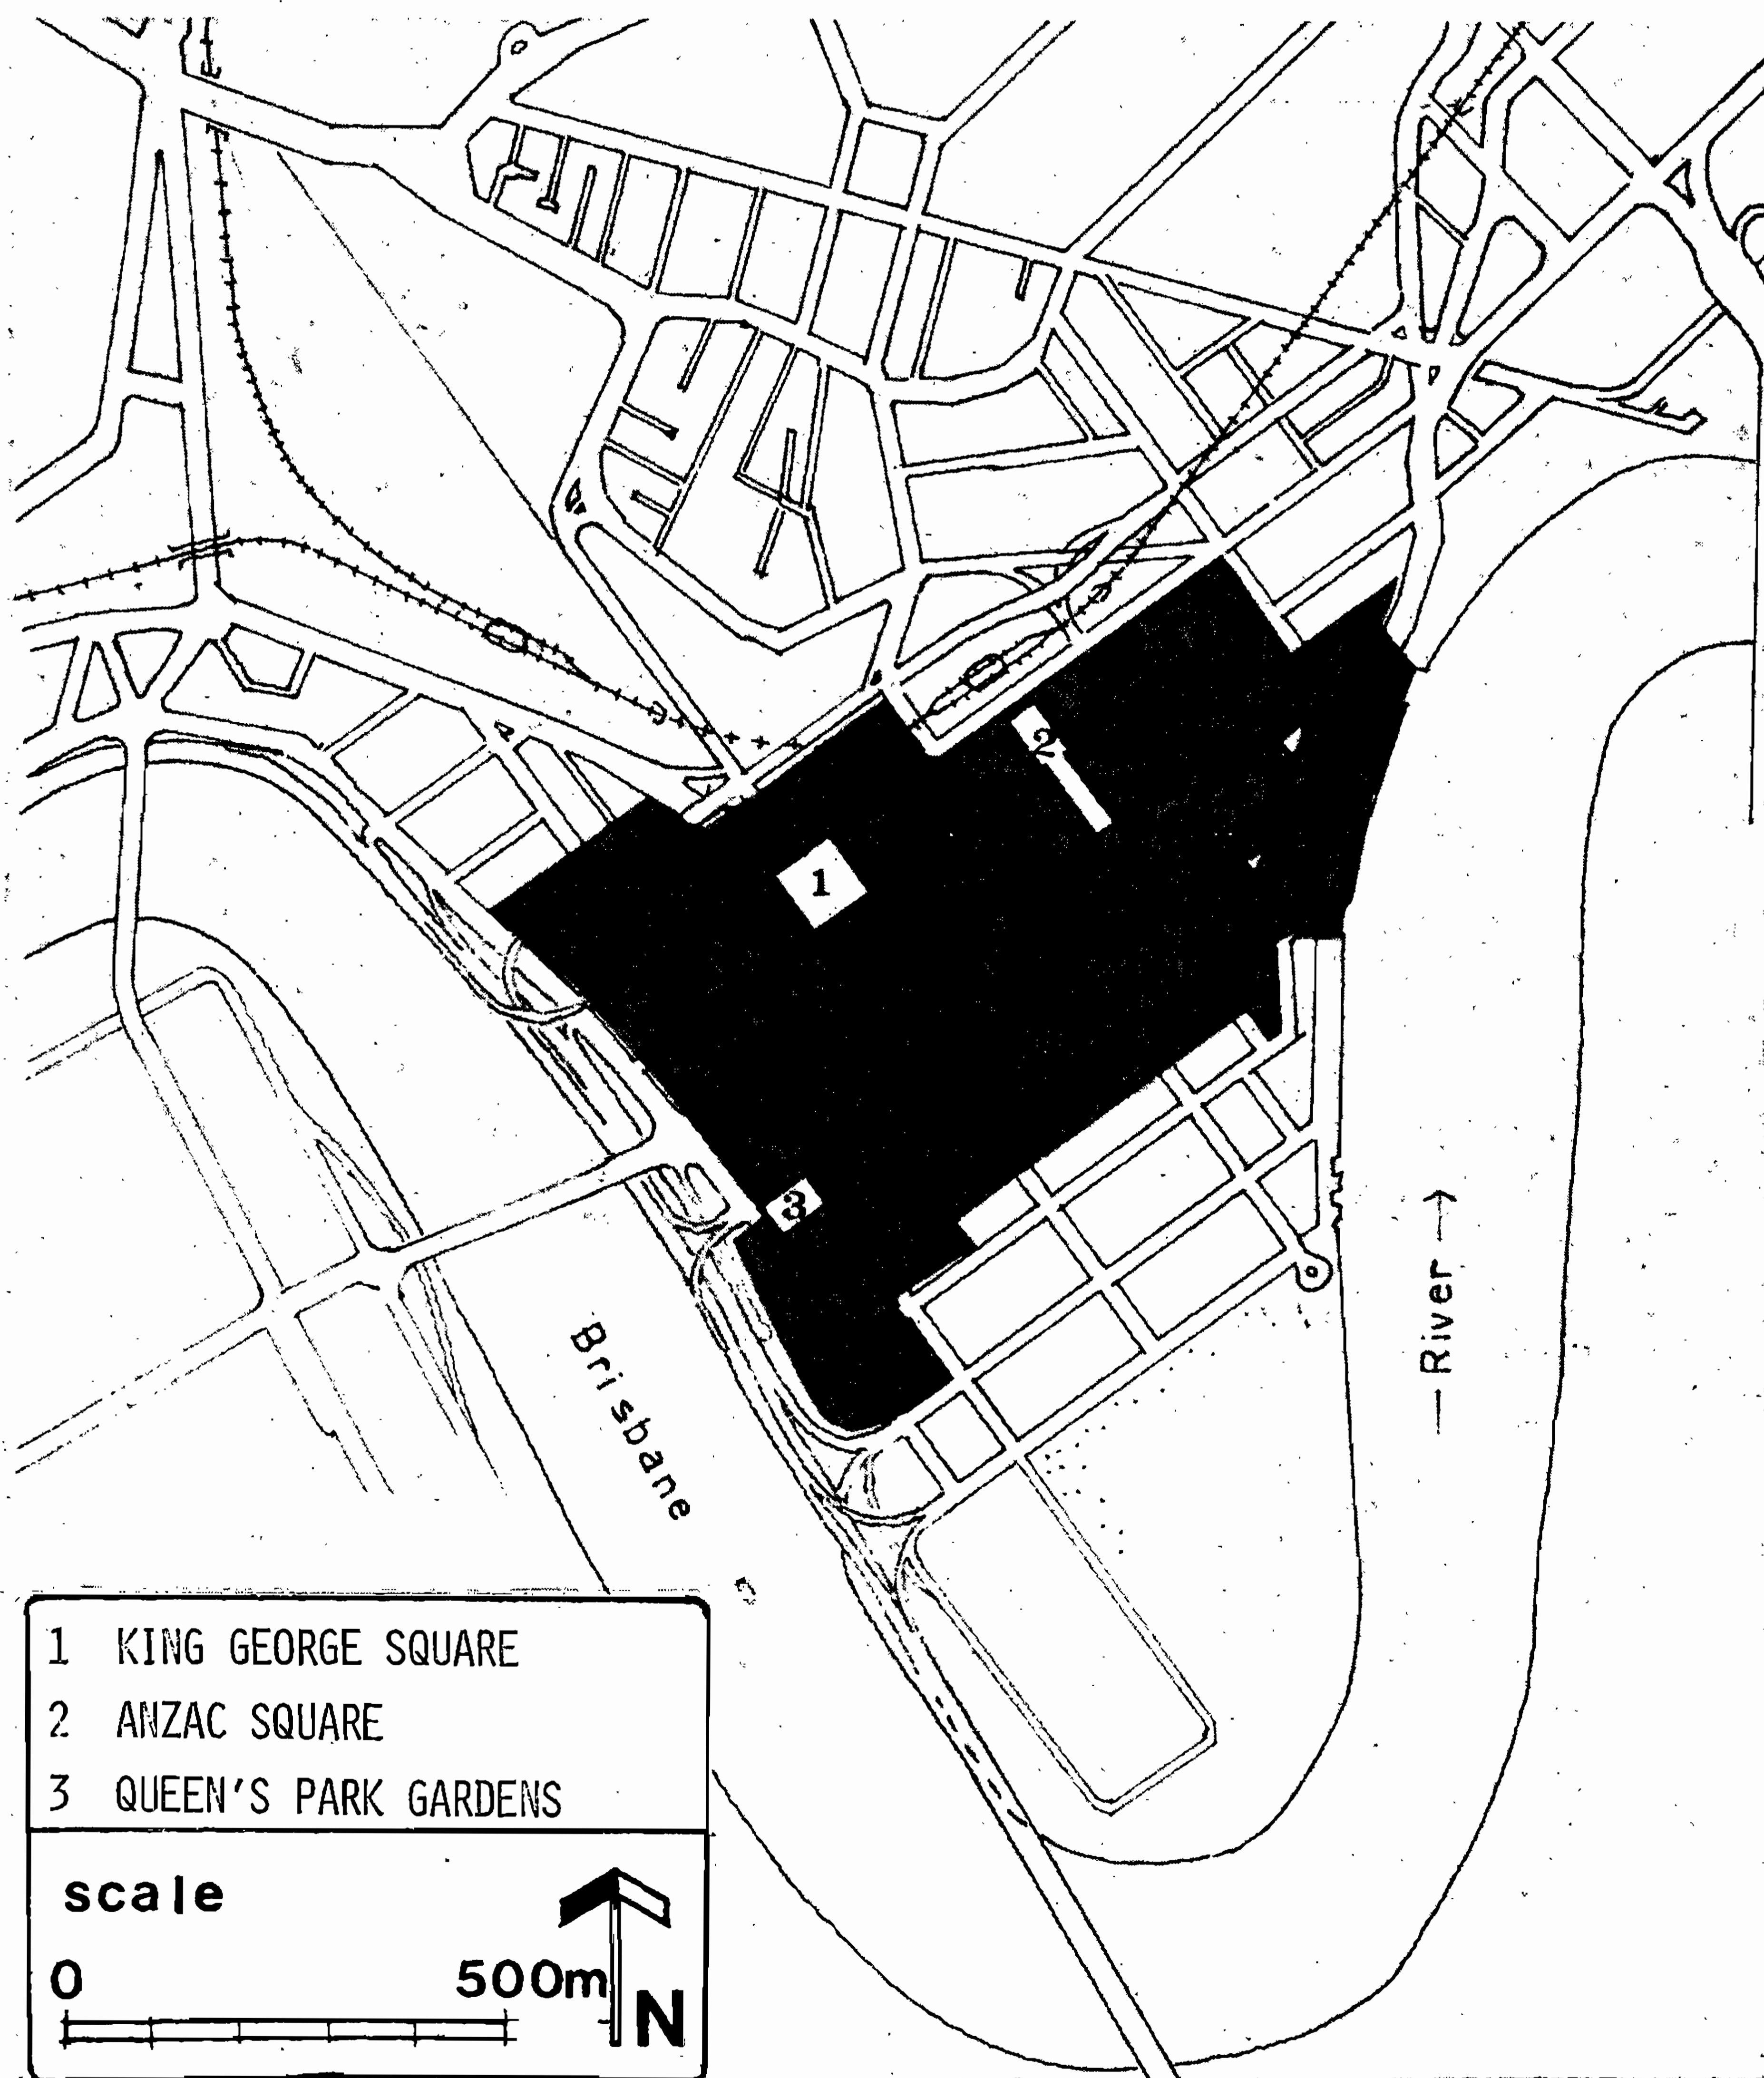 2
1
3
Brisbane
River
1 KING GEORGE SQUARE
2 ANZAC SQUARE
3 QUEEN'S PARK GARDENS
scale
0 500m
N